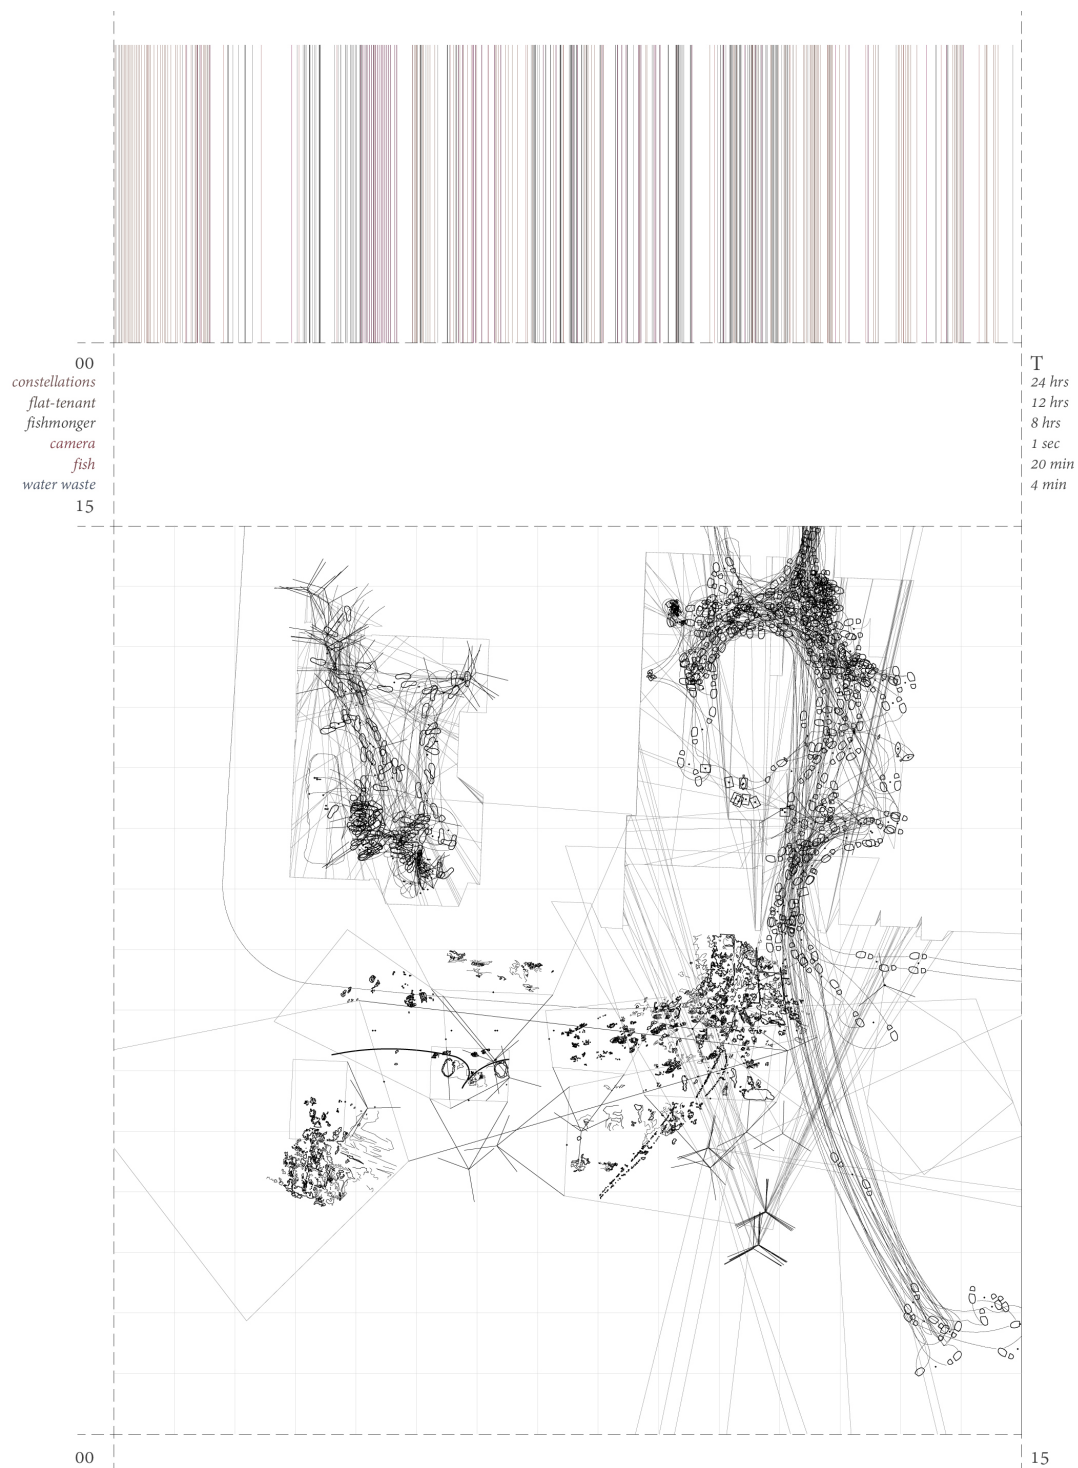 00 T
constellations 24 hrs
flat-tenant 12 hrs
fishmonger 8 hrs
camera 1 sec
fish 20 min
water waste 4 min
15
00 15